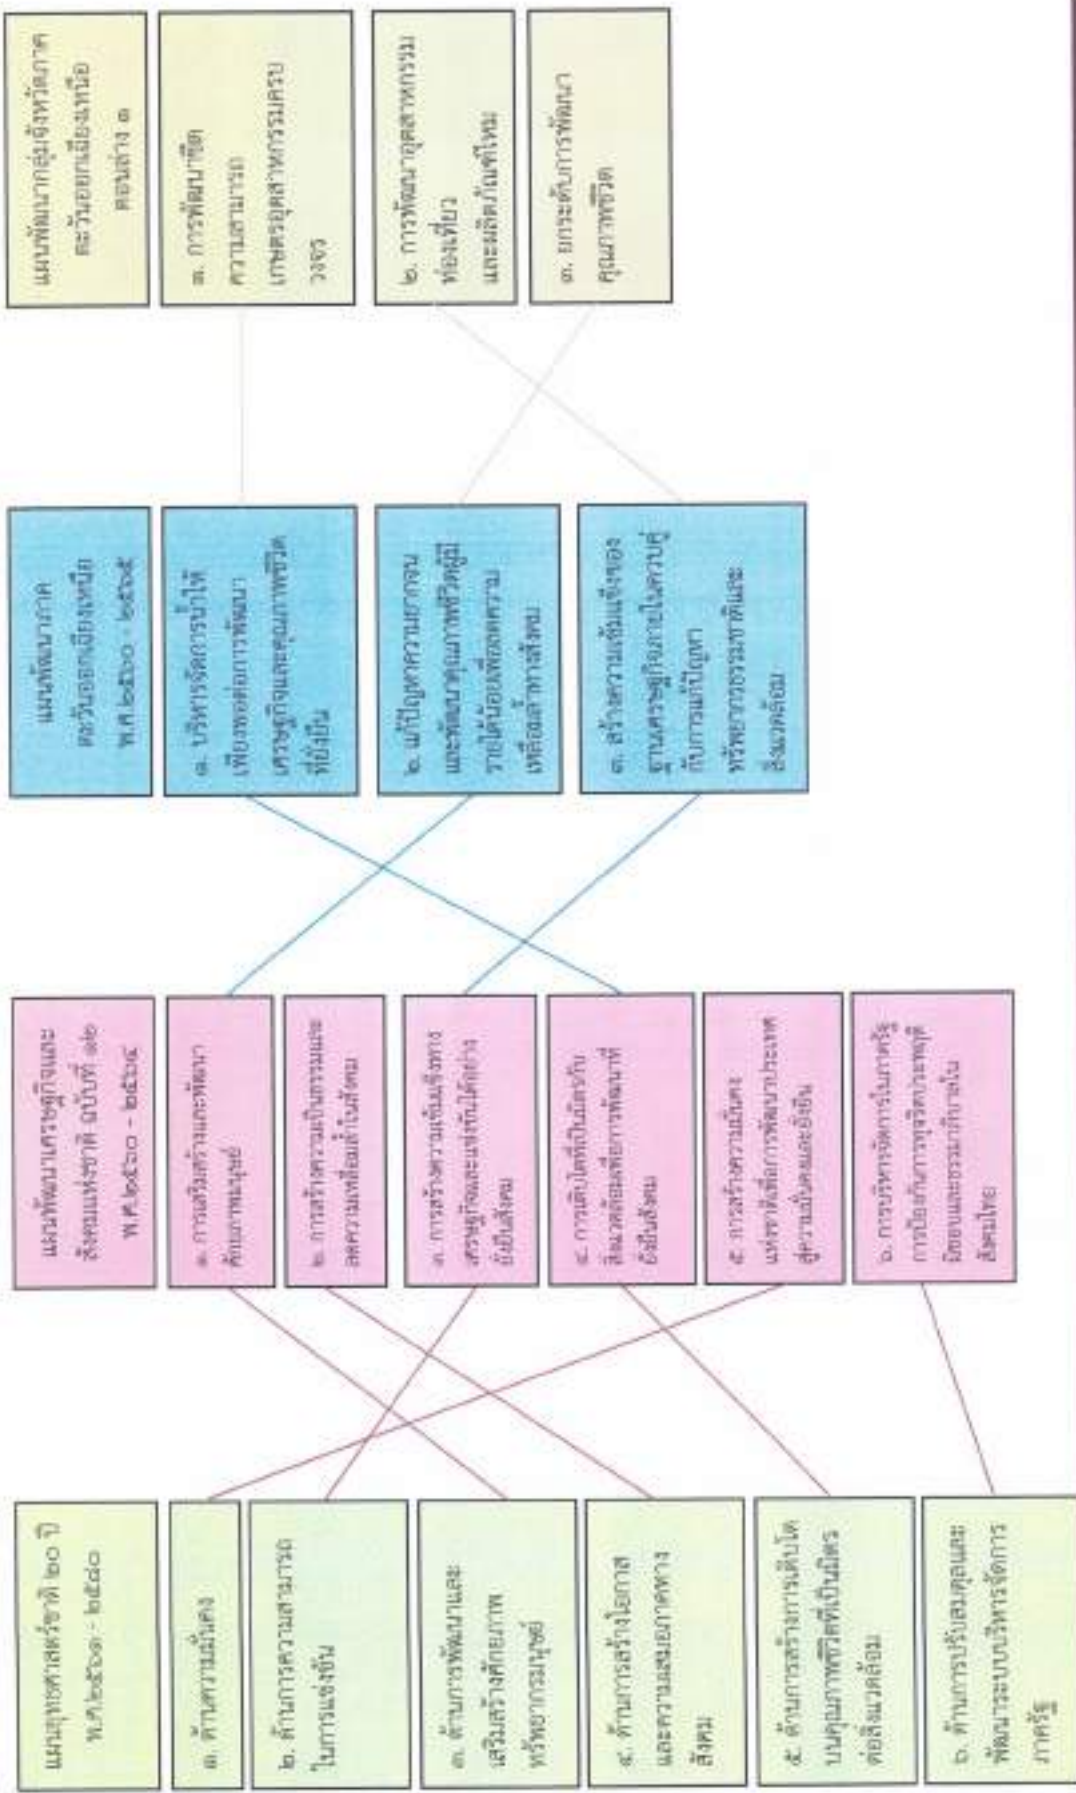 แผนยุทธศาสตร์ชาติ ๒๐ ปี
พ.ศ.๒๕๖๑ - ๒๕๘๐
๑. ด้านความมั่นคง
๒. ด้านการความสามารถ
ในการแข่งขัน
๓. ด้านการพัฒนาและ
เสริมสร้างศักยภาพ
ทรัพยากรมนุษย์
๔. ด้านการสร้างโอกาส
และความเสมอภาคทาง
สังคม
๕. ด้านการสร้างการเติบโต
บนคุณภาพชีวิตที่เป็นมิตร
ต่อสิ่งแวดล้อม
๖. ด้านการปรับสมดุลและ
พัฒนาระบบบริหารจัดการ
ภาครัฐ
แผนพัฒนาเศรษฐกิจและ
สังคมแห่งชาติ ฉบับที่ ๑๒
พ.ศ.๒๕๖๐ - ๒๕๖๔
๑. การเสริมสร้างและพัฒนา
ศักยภาพมนุษย์
๒. การสร้างความเป็นธรรมและ
ลดความเหลื่อมล้ำในสังคม
๓. การสร้างความเข้มแข็งทาง
เศรษฐกิจและแข่งขันได้อย่าง
ยั่งยืนสังคม
๔. การเติบโตที่เป็นมิตรกับ
สิ่งแวดล้อมเพื่อการพัฒนาที่
ยั่งยืนสังคม
๕. การสร้างความมั่นคง
แห่งชาติเพื่อการพัฒนาประเทศ
สู่ความมั่นคงและยั่งยืน
๖. การบริหารจัดการในภาครัฐ
การป้องกันการทุจริตประพฤติ
มิชอบและธรรมาภิบาลใน
สังคมไทย
แผนพัฒนาภาค
ตะวันออกเฉียงเหนือ
พ.ศ.๒๕๖๐ - ๒๕๖๕
๑. บริหารจัดการน้ำให้
เพียงพอต่อการพัฒนา
เศรษฐกิจและคุณภาพชีวิต
ที่ยั่งยืน
๒. แก้ปัญหาความยากจน
และพัฒนาคุณภาพชีวิตผู้มี
รายได้น้อยเพื่อลดความ
เหลื่อมล้ำทางสังคม
๓. สร้างความเข้มแข็งของ
ฐานเศรษฐกิจภายในควบคู่
กับการแก้ปัญหา
ทรัพยากรธรรมชาติและ
สิ่งแวดล้อม
แผนพัฒนากลุ่มจังหวัดภาค
ตะวันออกเฉียงเหนือ
ตอนล่าง ๑
๑. การพัฒนาขีด
ความสามารถ
เกษตรอุตสาหกรรมครบ
วงจร
๒. การพัฒนาอุตสาหกรรม
ท่องเที่ยว
และผลิตภัณฑ์ไหม
๓. ยกระดับการพัฒนา
คุณภาพชีวิต